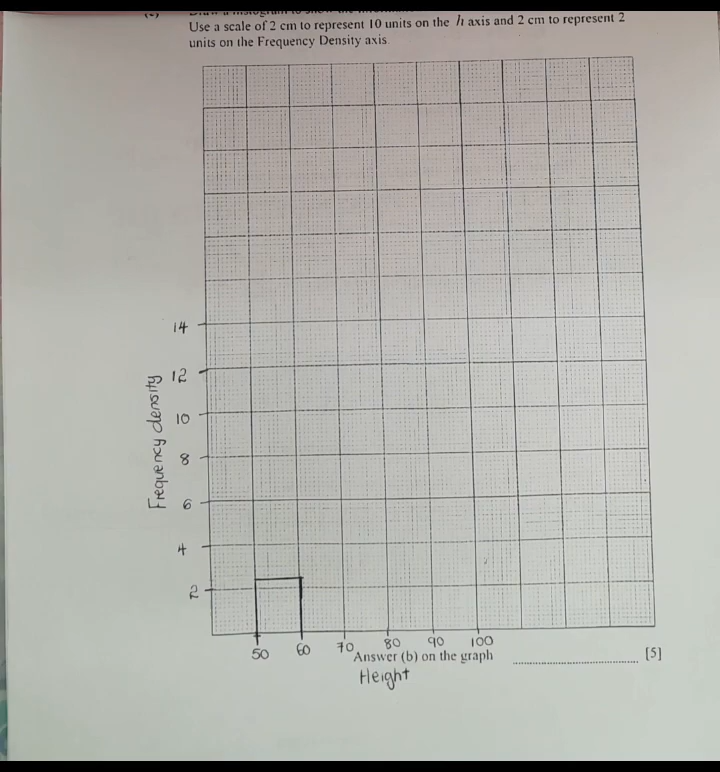 Use a scale of 2 cm to represent 10 units on the h axis and 2 cm to represent 2
units on the Frequency Density axis.
14
12
10
8
6
4
2
Frequency density
50 60 70 80 90 100
Answer (b) on the graph [5]
Height